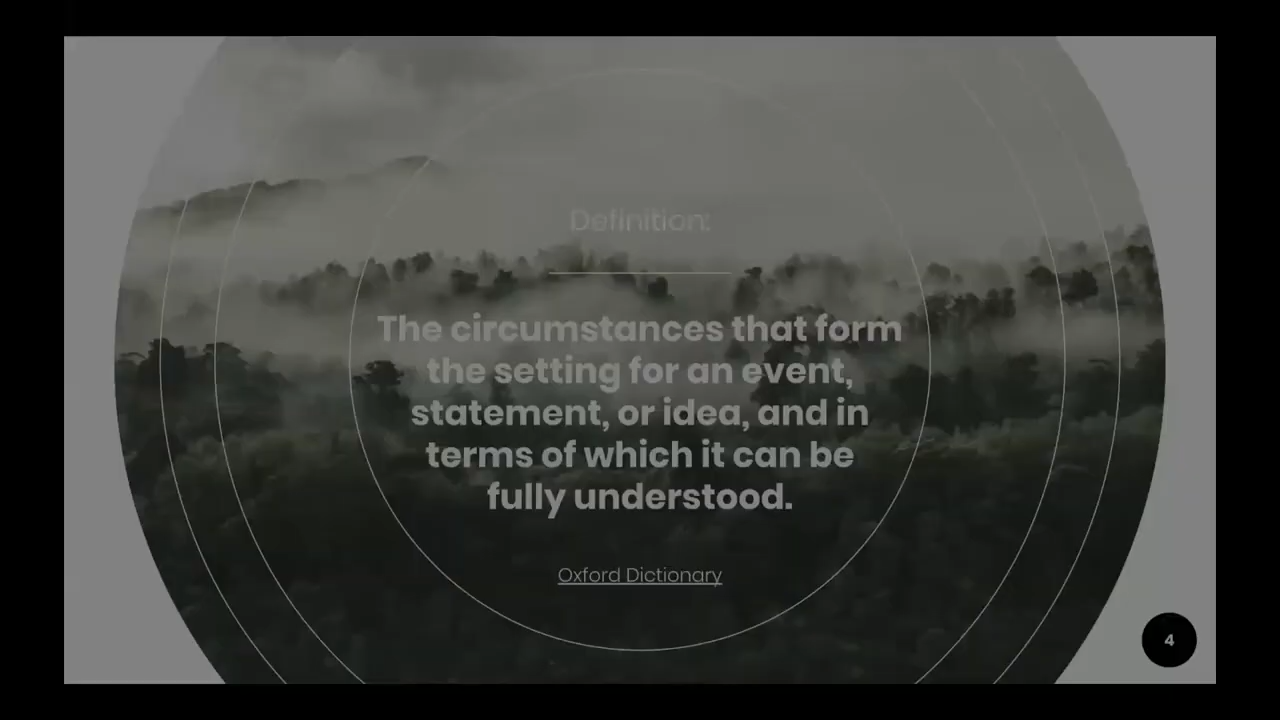 Definition:
The circumstances that form
the setting for an event,
statement, or idea, and in
terms of which it can be
fully understood.
Oxford Dictionary
4